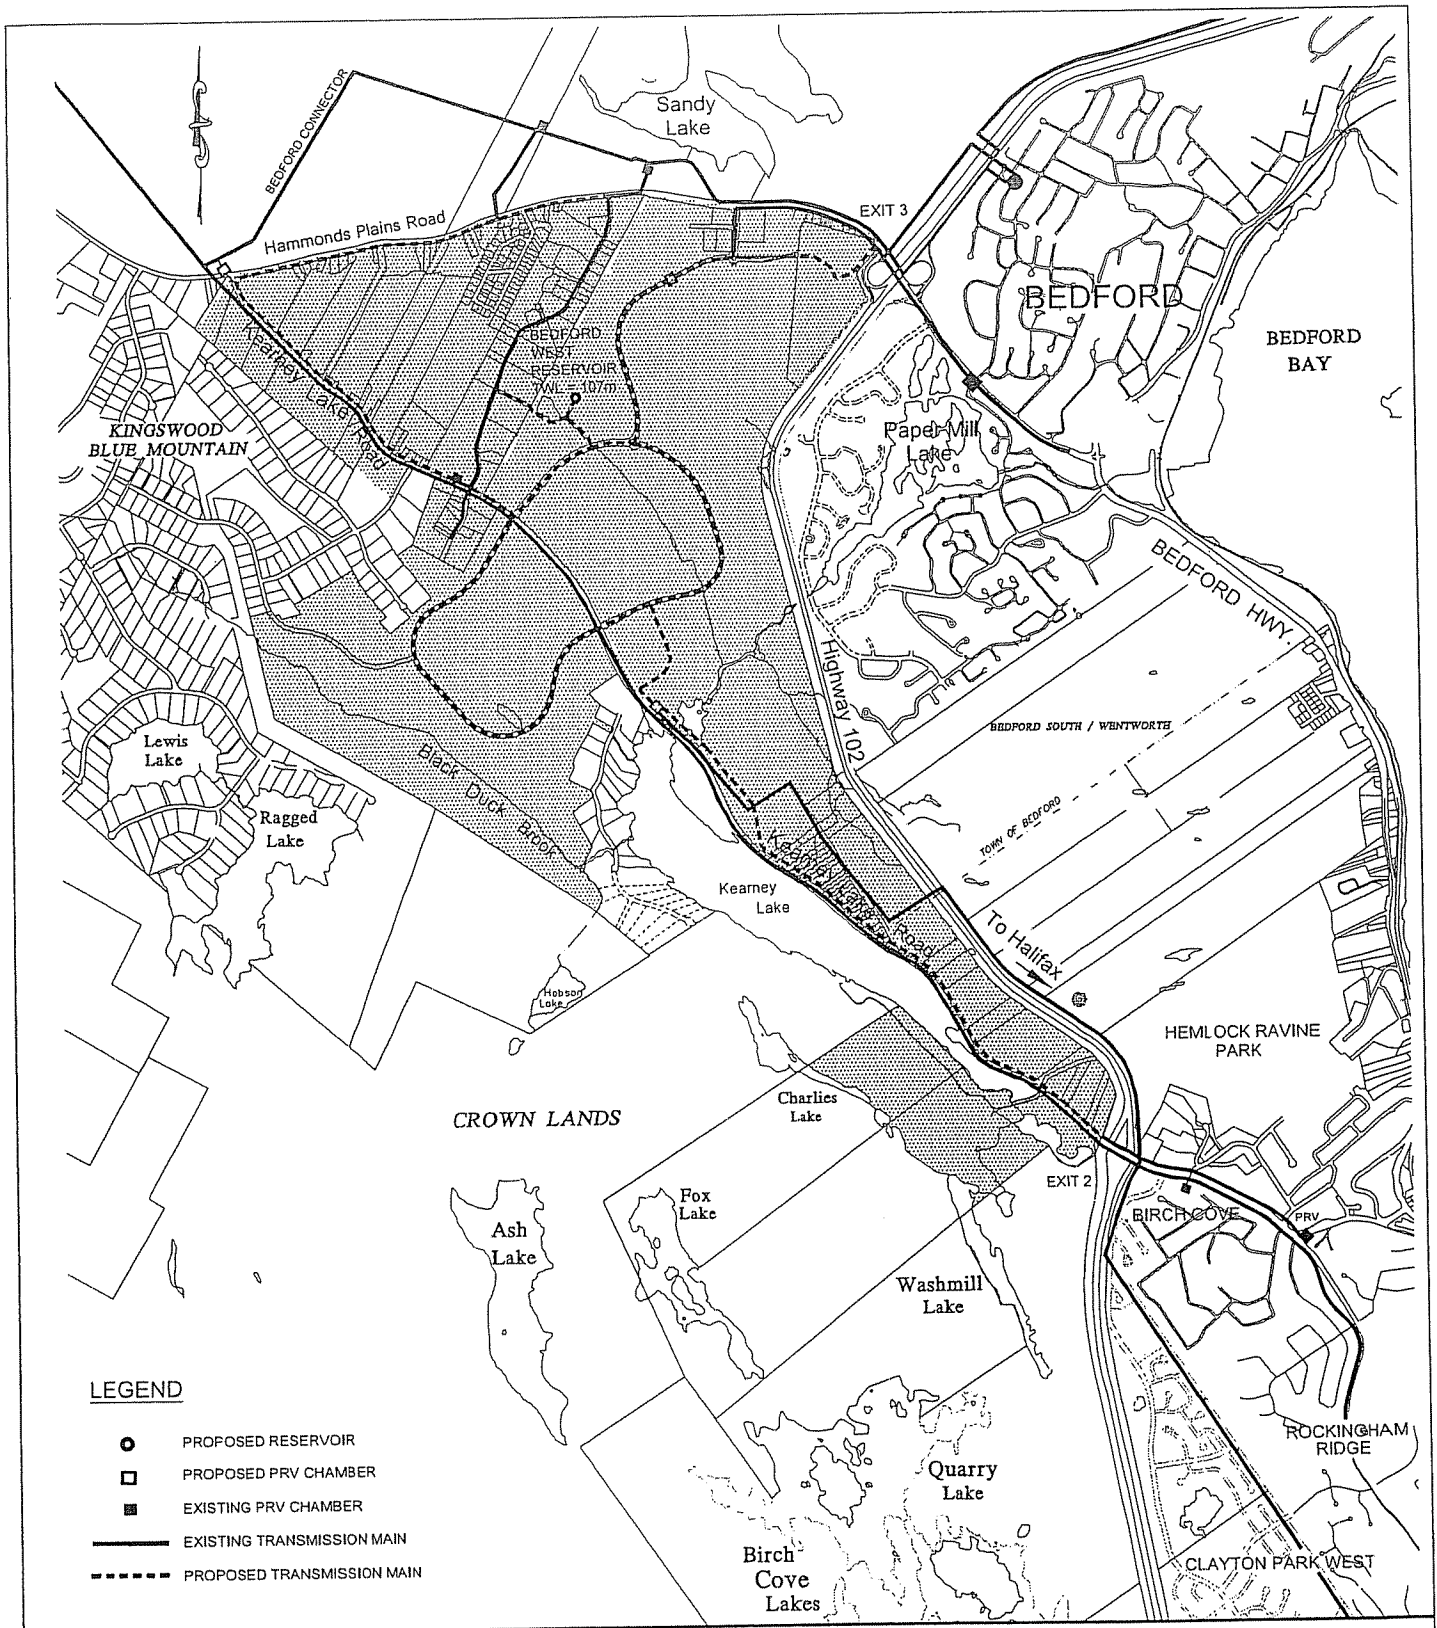 Sandy
Lake
BEDFORD CONNECTOR
Hammonds Plains Road
EXIT 3
BEDFORD
BEDFORD
BAY
BEDFORD
WEST
RESERVOIR
TWL = 107m
Kearney
Lake
Road
KINGSWOOD
BLUE MOUNTAIN
Paper Mill
Lake
BEDFORD HWY.
Highway 102
BEDFORD SOUTH / WENTWORTH
TOWN OF BEDFORD
Lewis
Lake
Black Duck Brook
Ragged
Lake
Kearney Lake Road
Kearney
Lake
To Halifax
Hobson
Lake
HEMLOCK RAVINE
PARK
Charlies
Lake
CROWN LANDS
EXIT 2
Fox
Lake
Ash
Lake
BIRCH COVE
PRV
Washmill
Lake
ROCKINGHAM
RIDGE
Quarry
Lake
Birch
Cove
Lakes
CLAYTON PARK WEST
LEGEND
PROPOSED RESERVOIR
PROPOSED PRV CHAMBER
EXISTING PRV CHAMBER
EXISTING TRANSMISSION MAIN
PROPOSED TRANSMISSION MAIN